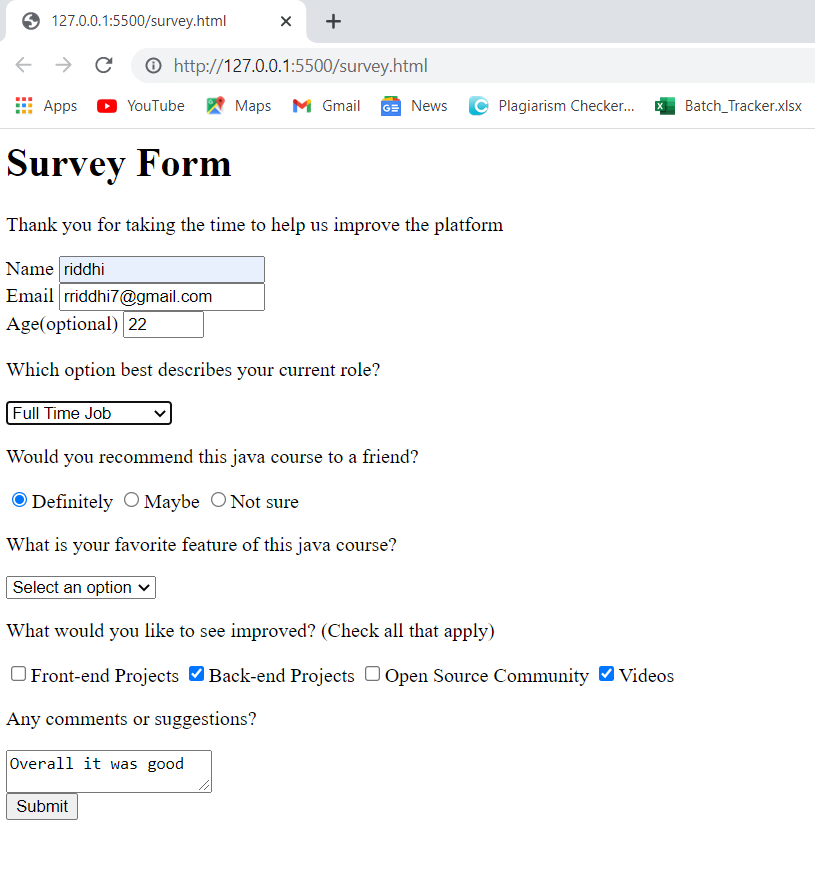 127.0.0.1:5500/survey.html
http://127.0.0.1:5500/survey.html
Apps YouTube Maps Gmail News Plagiarism Checker... Batch_Tracker.xlsx
Survey Form
Thank you for taking the time to help us improve the platform
Name riddhi
Email rriddhi7@gmail.com
Age(optional) 22
Which option best describes your current role?
Full Time Job
Would you recommend this java course to a friend?
Definitely Maybe Not sure
What is your favorite feature of this java course?
Select an option
What would you like to see improved? (Check all that apply)
Front-end Projects Back-end Projects Open Source Community Videos
Any comments or suggestions?
Overall it was good
Submit